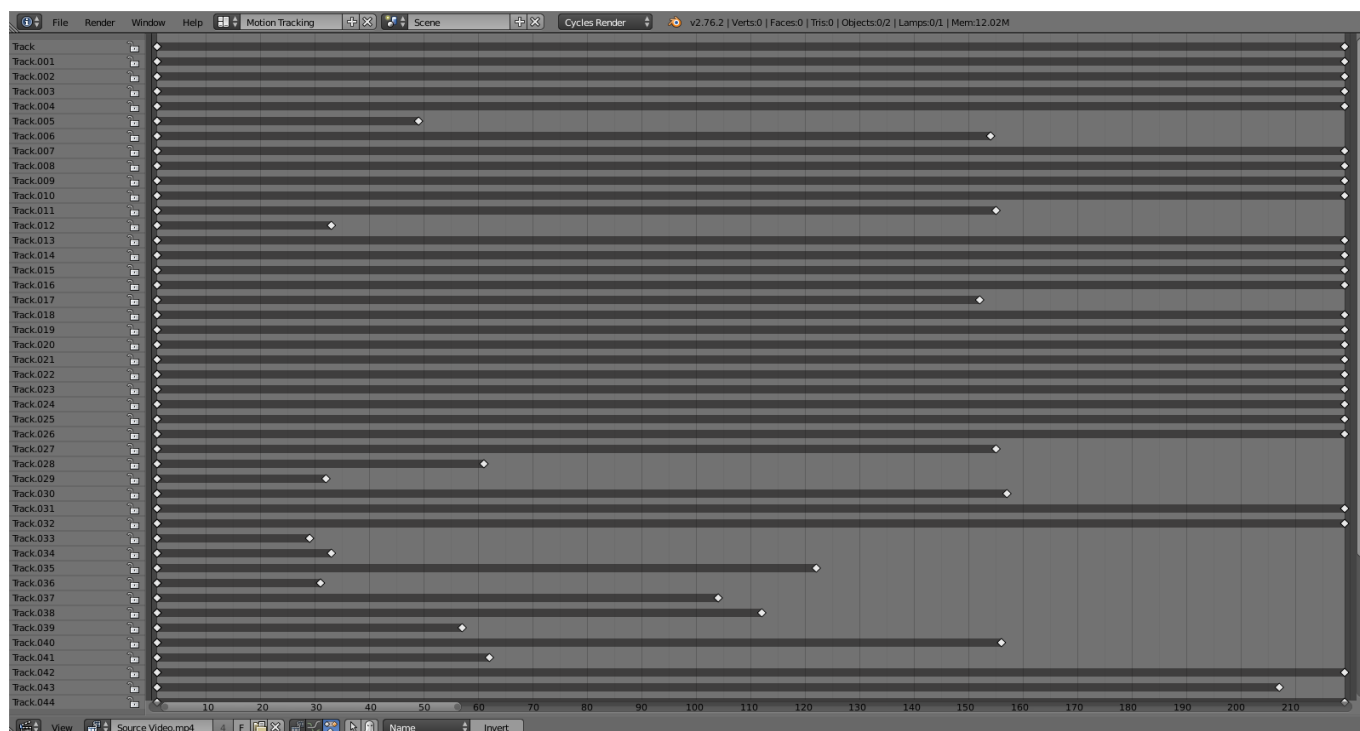 File Render Window Help Motion Tracking Scene Cycles Render v2.76.2 | Verts:0 | Faces:0 | Tris:0 | Objects:0/2 | Lamps:0/1 | Mem:12.02M
Track
Track.001
Track.002
Track.003
Track.004
Track.005
Track.006
Track.007
Track.008
Track.009
Track.010
Track.011
Track.012
Track.013
Track.014
Track.015
Track.016
Track.017
Track.018
Track.019
Track.020
Track.021
Track.022
Track.023
Track.024
Track.025
Track.026
Track.027
Track.028
Track.029
Track.030
Track.031
Track.032
Track.033
Track.034
Track.035
Track.036
Track.037
Track.038
Track.039
Track.040
Track.041
Track.042
Track.043
Track.044
10 20 30 40 50 60 70 80 90 100 110 120 130 140 150 160 170 180 190 200 210
View Source Video.mp4 4 F Name Invert